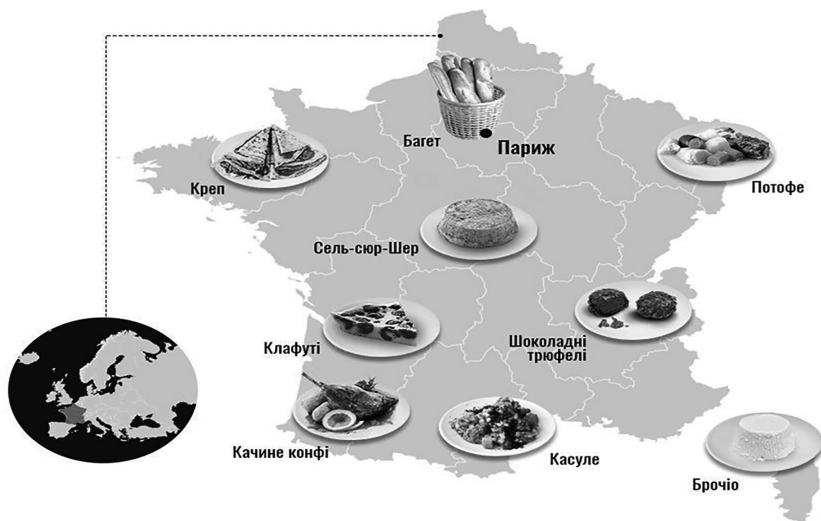 Багет
Париж
Креп
Потофе
Сель-сюр-Шер
Клафуті
Шоколадні
трюфелі
Качине конфі
Касуле
Брочіо